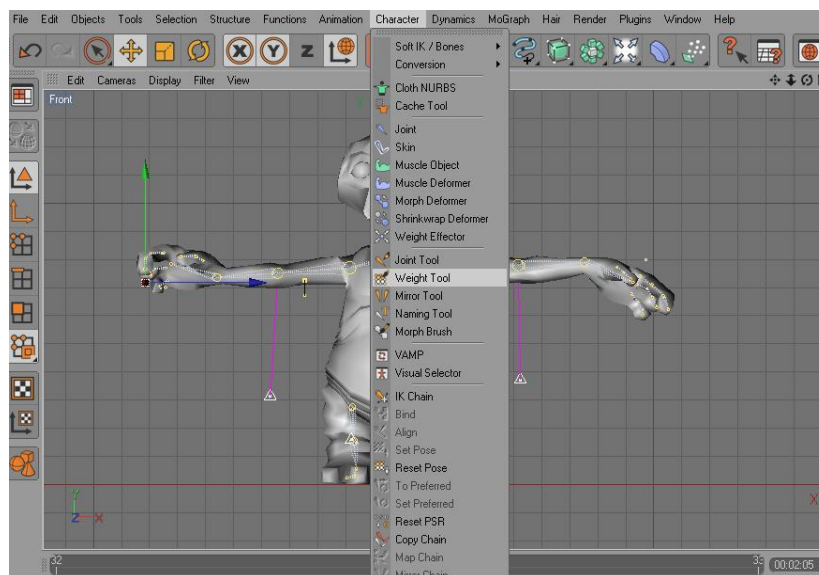 File Edit Objects Tools Selection Structure Functions Animation Character Dynamics MoGraph Hair Render Plugins Window Help
Edit Cameras Display Filter View
Front
Soft IK / Bones
Conversion
Cloth NURBS
Cache Tool
Joint
Skin
Muscle Object
Muscle Deformer
Morph Deformer
Shrinkwrap Deformer
Weight Effector
Joint Tool
Weight Tool
Mirror Tool
Naming Tool
Morph Brush
VAMP
Visual Selector
IK Chain
Bind
Align
Set Pose
Reset Pose
To Preferred
Set Preferred
Reset PSR
Copy Chain
Map Chain
Mirror Chain
Y
Z X
X
32
00:02:05